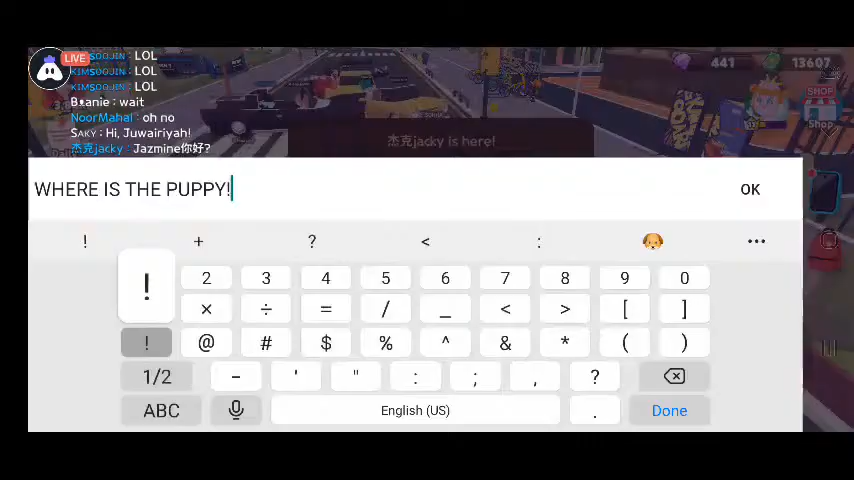 LIVE
KIMSOOJIN : LOL
KIMSOOJIN : LOL
KIMSOOJIN : LOL
B•anie : wait
NoorMahal : oh no
SAKY : Hi, Juwairiyah!
杰克jacky : Jazmine你好?
441
13607
SHOP
Shop
杰克jacky is here!
WHERE IS THE PUPPY!
OK
! + ? < :
!
2 3 4 5 6 7 8 9 0
× ÷ = / _ < > [ ]
! @ # $ % ^ & * ( )
1/2 - ' " : ; , ?
ABC English (US) . Done